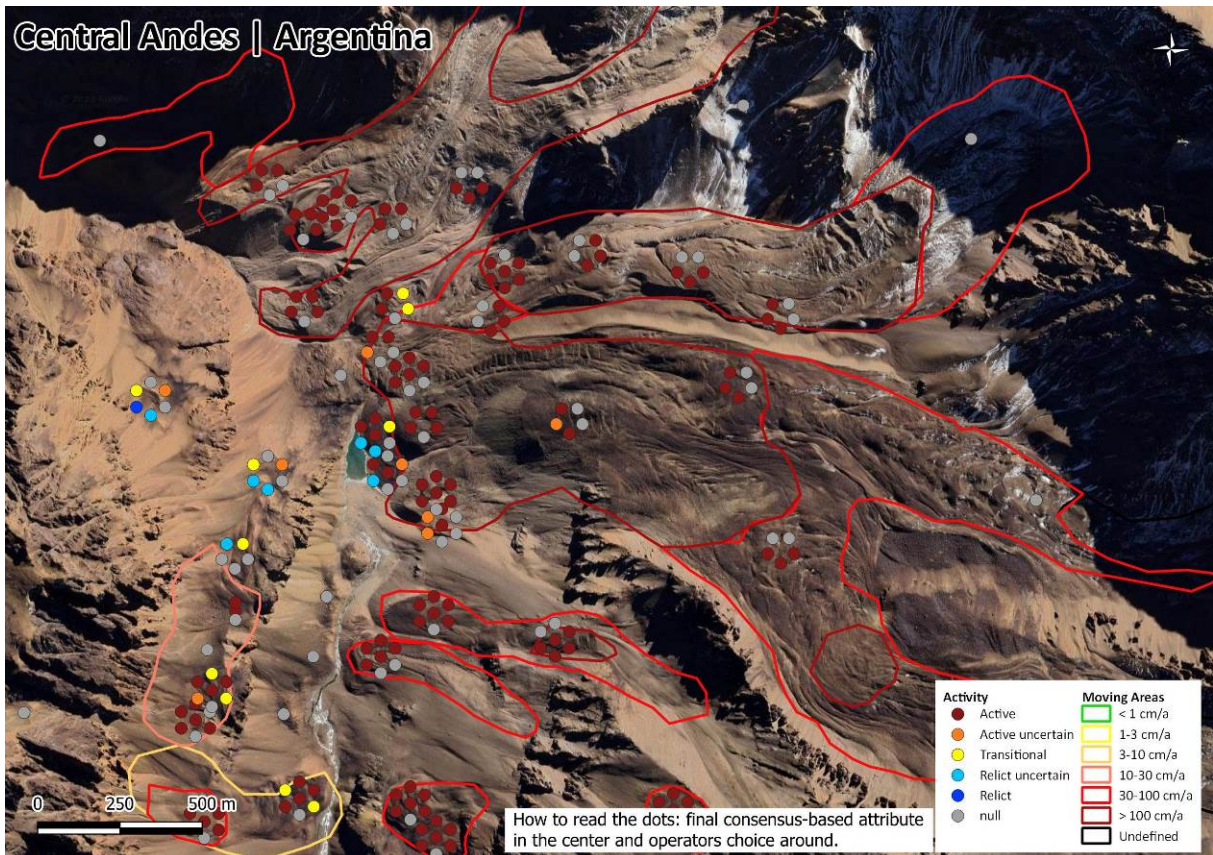 Central Andes | Argentina
Activity
Active
Active uncertain
Transitional
Relict uncertain
Relict
null
Moving Areas
< 1 cm/a
1-3 cm/a
3-10 cm/a
10-30 cm/a
30-100 cm/a
> 100 cm/a
Undefined
0 250 500 m
How to read the dots: final consensus-based attribute
in the center and operators choice around.